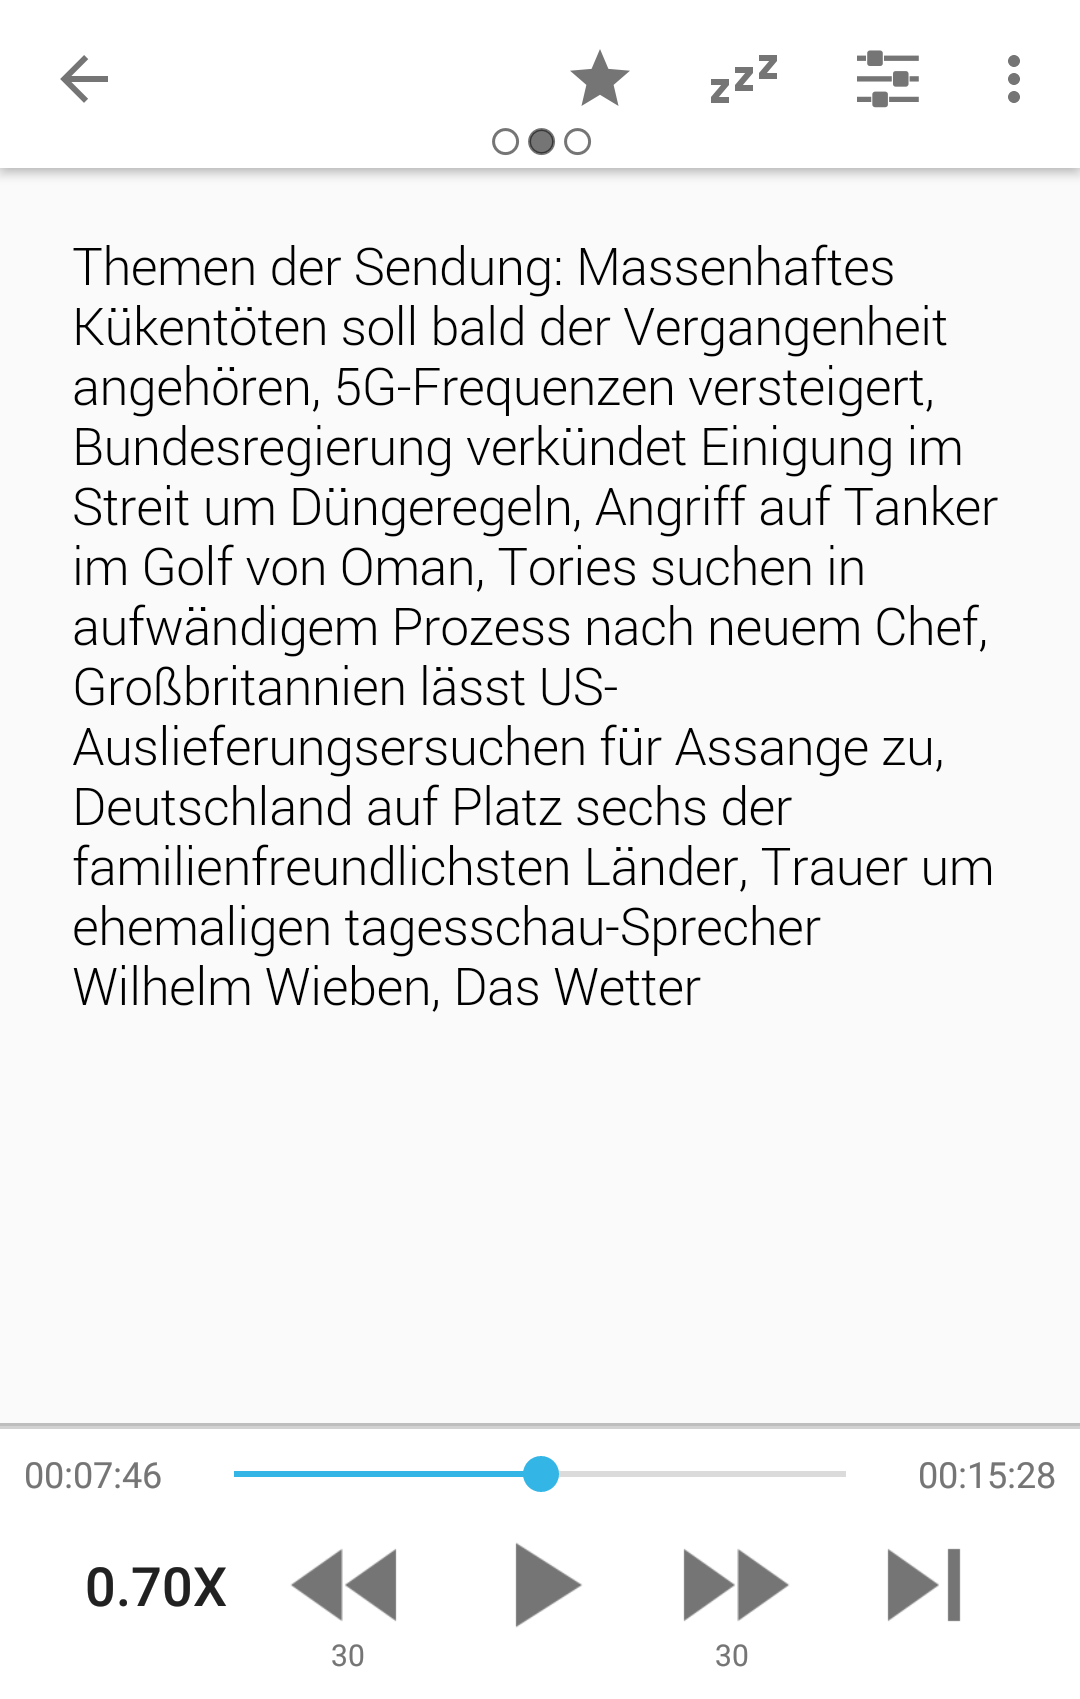 zzz
Themen der Sendung: Massenhaftes
Kükentöten soll bald der Vergangenheit
angehören, 5G-Frequenzen versteigert,
Bundesregierung verkündet Einigung im
Streit um Düngeregeln, Angriff auf Tanker
im Golf von Oman, Tories suchen in
aufwändigem Prozess nach neuem Chef,
Großbritannien lässt US-
Auslieferungsersuchen für Assange zu,
Deutschland auf Platz sechs der
familienfreundlichsten Länder, Trauer um
ehemaligen tagesschau-Sprecher
Wilhelm Wieben, Das Wetter
00:07:46 00:15:28
0.70X
30 30